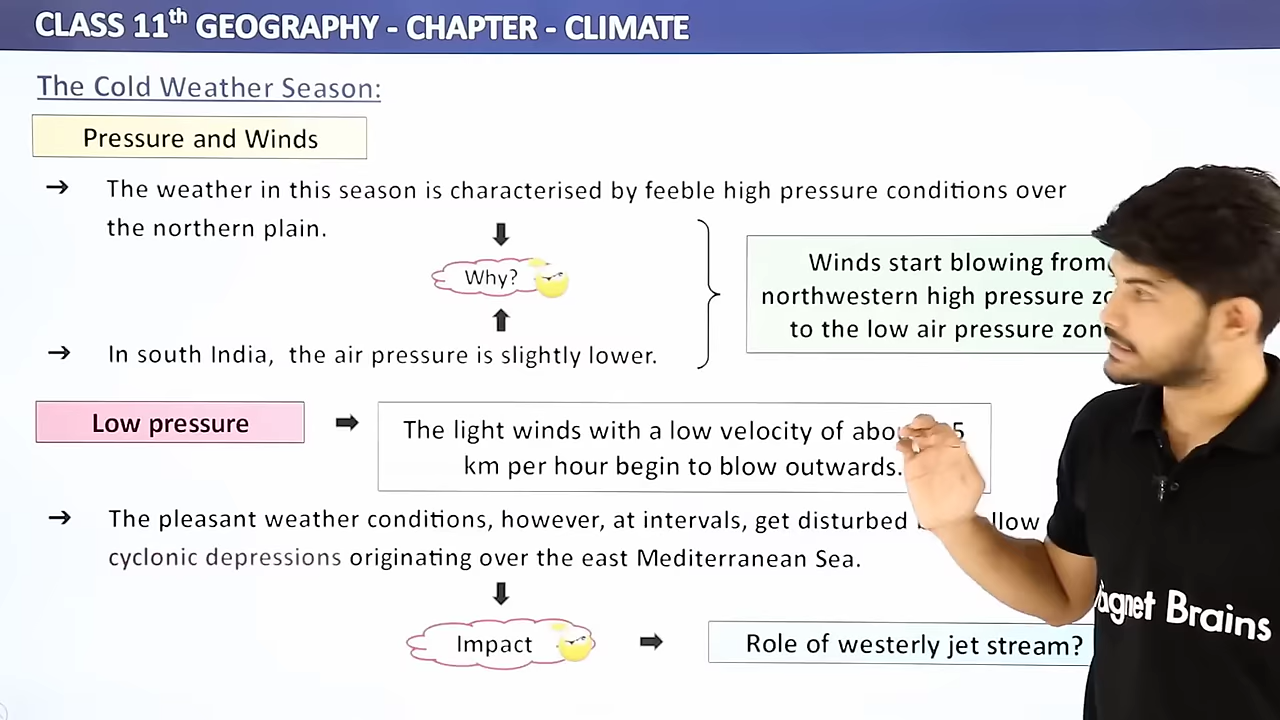 CLASS 11th GEOGRAPHY - CHAPTER - CLIMATE
The Cold Weather Season:
Pressure and Winds
→ The weather in this season is characterised by feeble high pressure conditions over
the northern plain.
Why?
→ In south India, the air pressure is slightly lower.
Winds start blowing from
northwestern high pressure
to the low air pressure
Low pressure
The light winds with a low velocity of
km per hour begin to blow outwards.
→ The pleasant weather conditions, however, at intervals, get disturbed
cyclonic depressions originating over the east Mediterranean Sea.
Impact
Role of westerly jet stream?
Brains